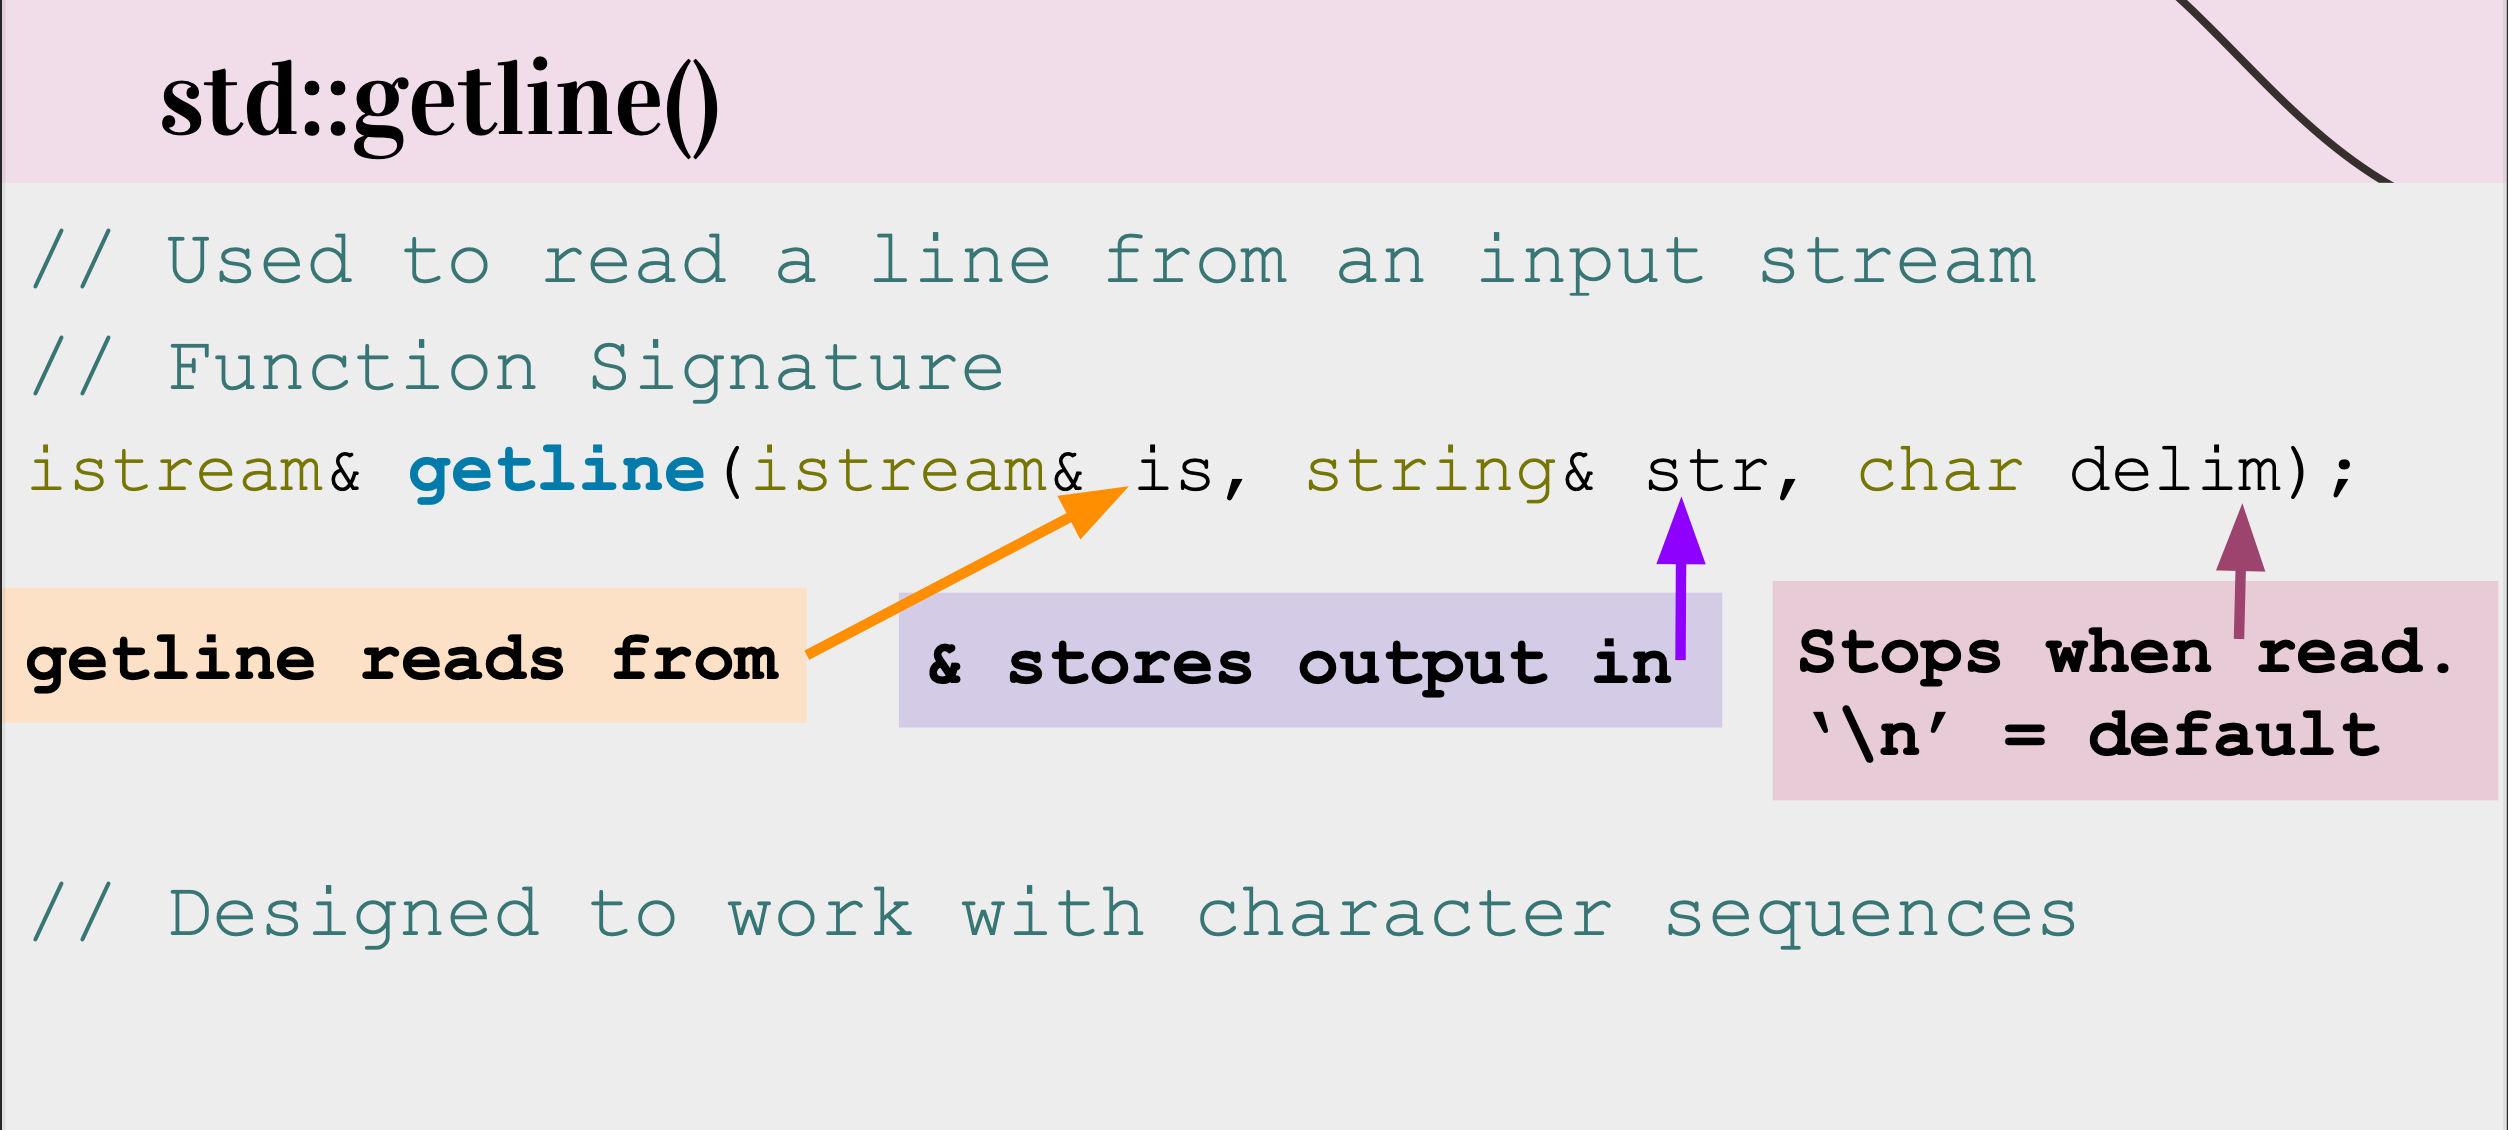 std::getline()
// Used to read a line from an input stream
// Function Signature
istream& getline(istream& is, string& str, char delim);
getline reads from
& stores output in
Stops when read.
‘\n’ = default
// Designed to work with character sequences